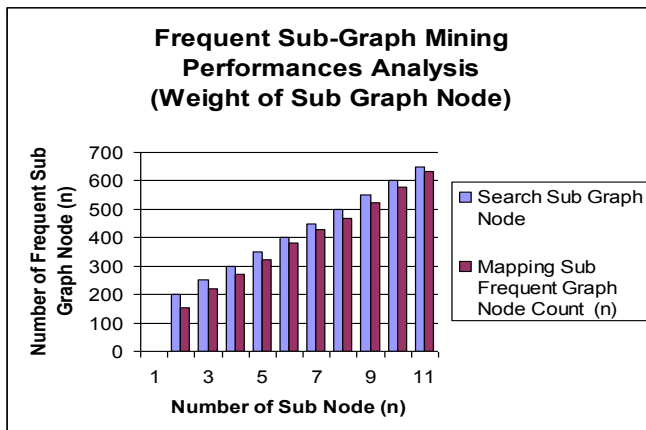 Frequent Sub-Graph Mining
Performances Analysis
(Weight of Sub Graph Node)
Number of Frequent Sub
Graph Node (n)
700
600
500
400
300
200
100
0
1 3 5 7 9 11
Number of Sub Node (n)
Search Sub Graph
Node
Mapping Sub
Frequent Graph
Node Count (n)